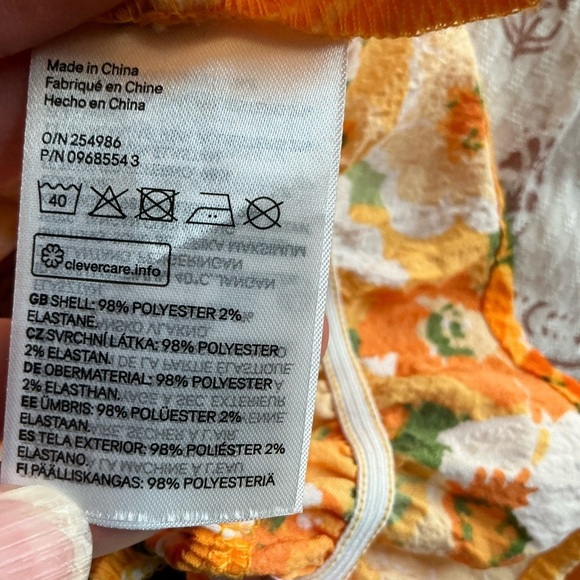 Made in China
Fabriqué en Chine
Hecho en China
O/N 254986
P/N 0968554 3
40
clevercare.info
GB SHELL: 98% POLYESTER 2%
ELASTANE.
CZ SVRCHNÍ LÁTKA: 98% POLYESTER
2% ELASTAN.
DE OBERMATERIAL: 98% POLYESTER
2% ELASTHAN.
EE ÜMBRIS: 98% POLÜESTER 2%
ELASTAAN.
ES TELA EXTERIOR: 98% POLIÉSTER 2%
ELASTANO.
FI PÄÄLLISKANGAS: 98% POLYESTERIÄ